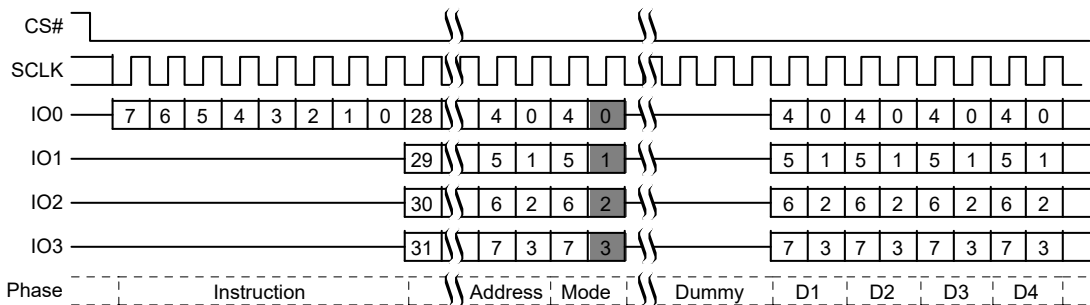 CS#
SCLK
IO0 7 6 5 4 3 2 1 0 28 4 0 4 0 4 0 4 0 4 0 4 0
IO1 29 5 1 5 1 5 1 5 1 5 1 5 1
IO2 30 6 2 6 2 6 2 6 2 6 2 6 2
IO3 31 7 3 7 3 7 3 7 3 7 3 7 3
Phase Instruction Address Mode Dummy D1 D2 D3 D4